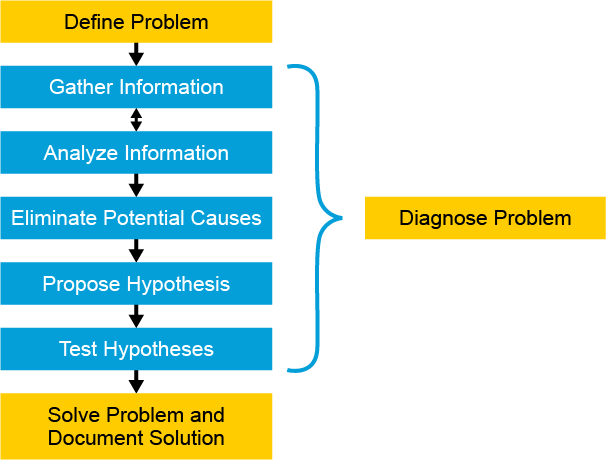 Define Problem
Gather Information
Analyze Information
Eliminate Potential Causes
Propose Hypothesis
Test Hypotheses
Solve Problem and
Document Solution
Diagnose Problem